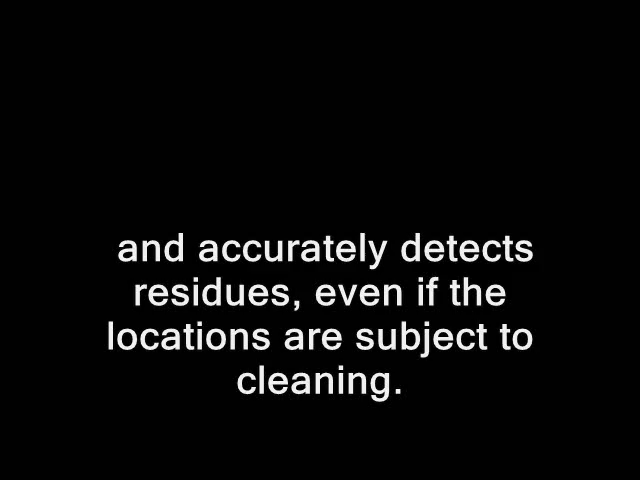 and accurately detects
residues, even if the
locations are subject to
cleaning.